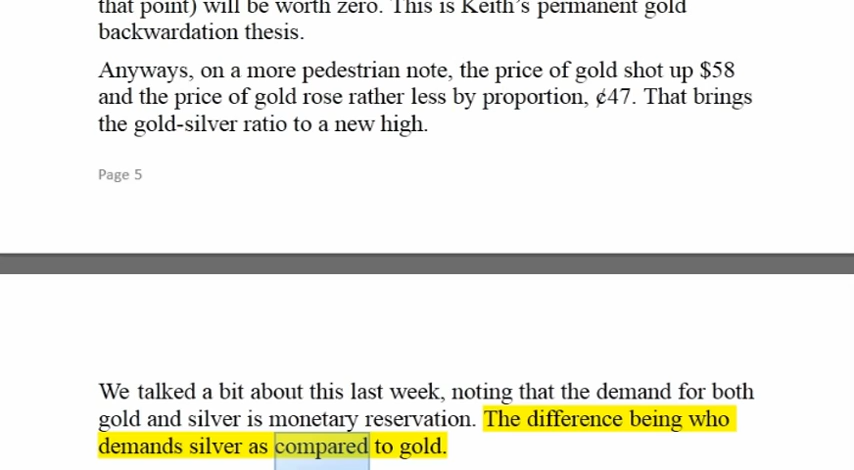 that point) will be worth zero. This is Keith's permanent gold
backwardation thesis.
Anyways, on a more pedestrian note, the price of gold shot up $58
and the price of gold rose rather less by proportion, ¢47. That brings
the gold-silver ratio to a new high.
Page 5
We talked a bit about this last week, noting that the demand for both
gold and silver is monetary reservation. The difference being who
demands silver as compared to gold.